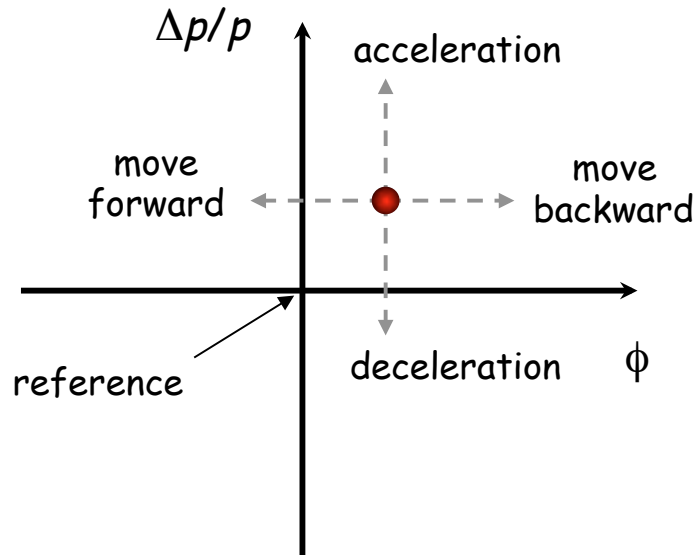 Δp/p
acceleration
move
forward
move
backward
reference
deceleration
ϕ